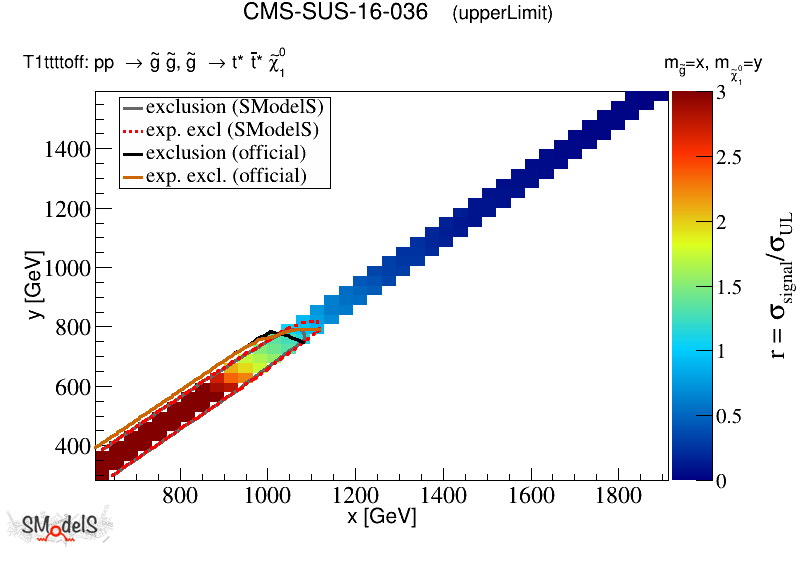 CMS-SUS-16-036 (upperLimit)
T1ttttoff: pp → g̃ g̃, g̃ → t* t̄* χ̃⁰₁
m_g̃=x, m_χ̃⁰₁=y
exclusion (SModelS)
exp. excl (SModelS)
exclusion (official)
exp. excl. (official)
1400
1200
1000
800
600
400
y [GeV]
800 1000 1200 1400 1600 1800
x [GeV]
3
2.5
2
1.5
1
0.5
0
r = σ_signal/σ_UL
SModelS